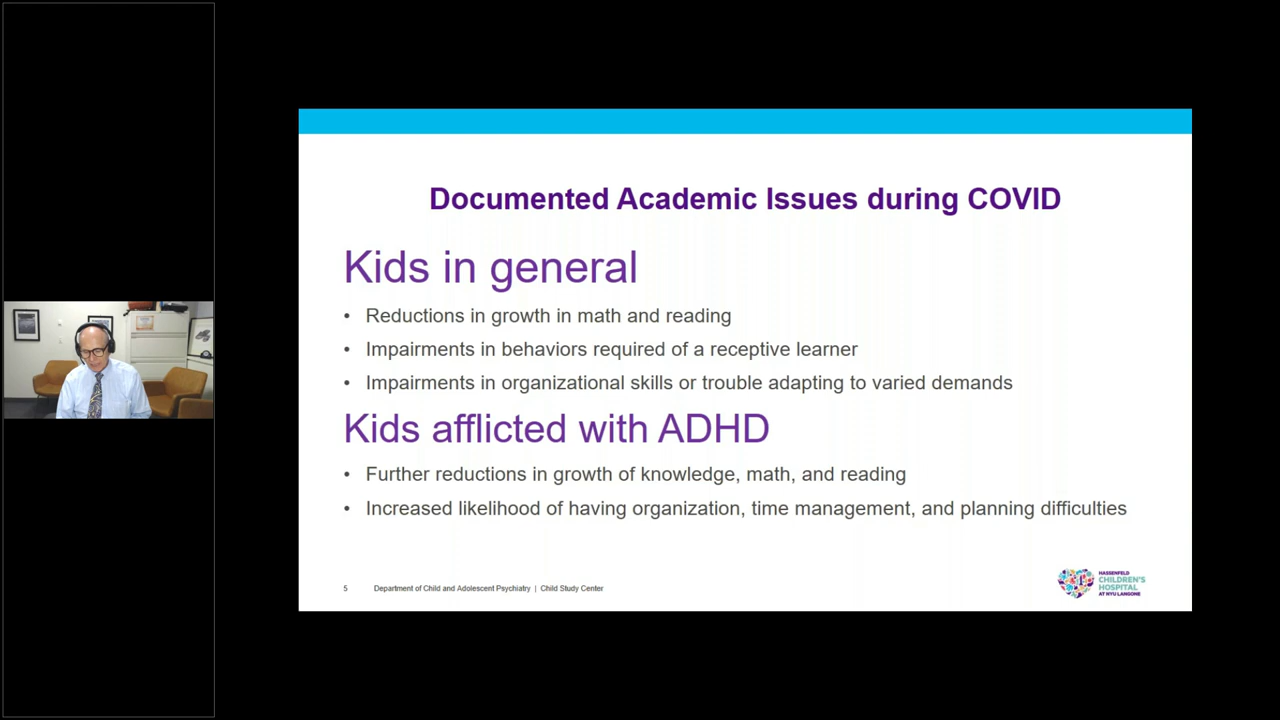 Documented Academic Issues during COVID
Kids in general
• Reductions in growth in math and reading
• Impairments in behaviors required of a receptive learner
• Impairments in organizational skills or trouble adapting to varied demands
Kids afflicted with ADHD
• Further reductions in growth of knowledge, math, and reading
• Increased likelihood of having organization, time management, and planning difficulties
5 Department of Child and Adolescent Psychiatry | Child Study Center
HASSENFELD
CHILDREN'S
HOSPITAL
AT NYU LANGONE